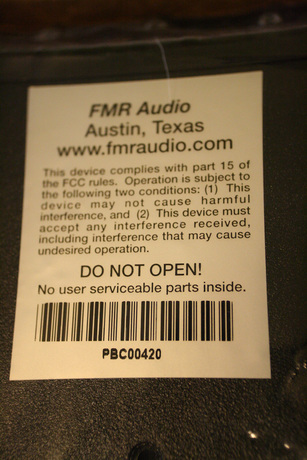 FMR Audio
Austin, Texas
www.fmraudio.com
This device complies with part 15 of
the FCC rules. Operation is subject to
the following two conditions: (1) This
device may not cause harmful
interference, and (2) This device must
accept any interference received,
including interference that may cause
undesired operation.
DO NOT OPEN!
No user serviceable parts inside.
PBC00420